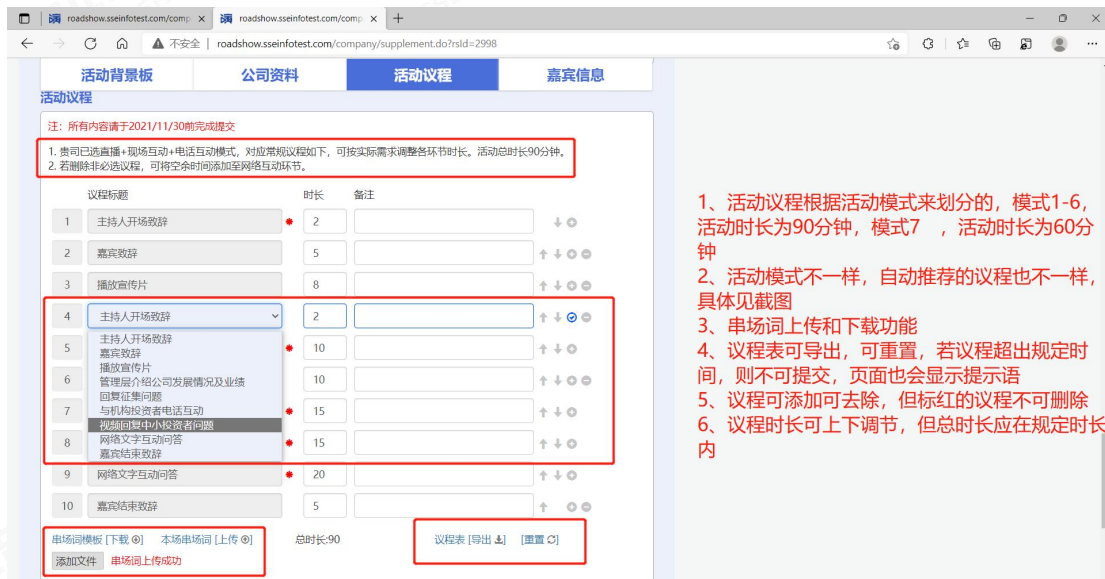 roadshow.sseinfotest.com/comp
roadshow.sseinfotest.com/comp
不安全 | roadshow.sseinfotest.com/company/supplement.do?rsId=2998
活动背景板 公司资料 活动议程 嘉宾信息
活动议程
注：所有内容请于2021/11/30前完成提交
1. 贵司已选直播+现场互动+电话互动模式，对应常规议程如下，可按实际需求调整各环节时长。活动总时长90分钟。
2. 若删除非必选议程，可将空余时间添加至网络互动环节。
议程标题 时长 备注
1 主持人开场致辞 * 2
2 嘉宾致辞 5
3 播放宣传片 8
4 主持人开场致辞 2
主持人开场致辞
5 嘉宾致辞 * 10
播放宣传片
6 管理层介绍公司发展情况及业绩 10
回复征集问题
7 与机构投资者电话互动 * 15
视频回复中小投资者问题
8 网络文字互动问答 * 15
嘉宾结束致辞
9 网络文字互动问答 * 20
10 嘉宾结束致辞 5
串场词模板 [下载] 本场串场词 [上传] 总时长:90 议程表 [导出] [重置]
添加文件 串场词上传成功
1、活动议程根据活动模式来划分的，模式1-6，
活动时长为90分钟，模式7 ，活动时长为60分
钟
2、活动模式不一样，自动推荐的议程也不一样，
具体见截图
3、串场词上传和下载功能
4、议程表可导出，可重置，若议程超出规定时
间，则不可提交，页面也会显示提示语
5、议程可添加可去除，但标红的议程不可删除
6、议程时长可上下调节，但总时长应在规定时长
内